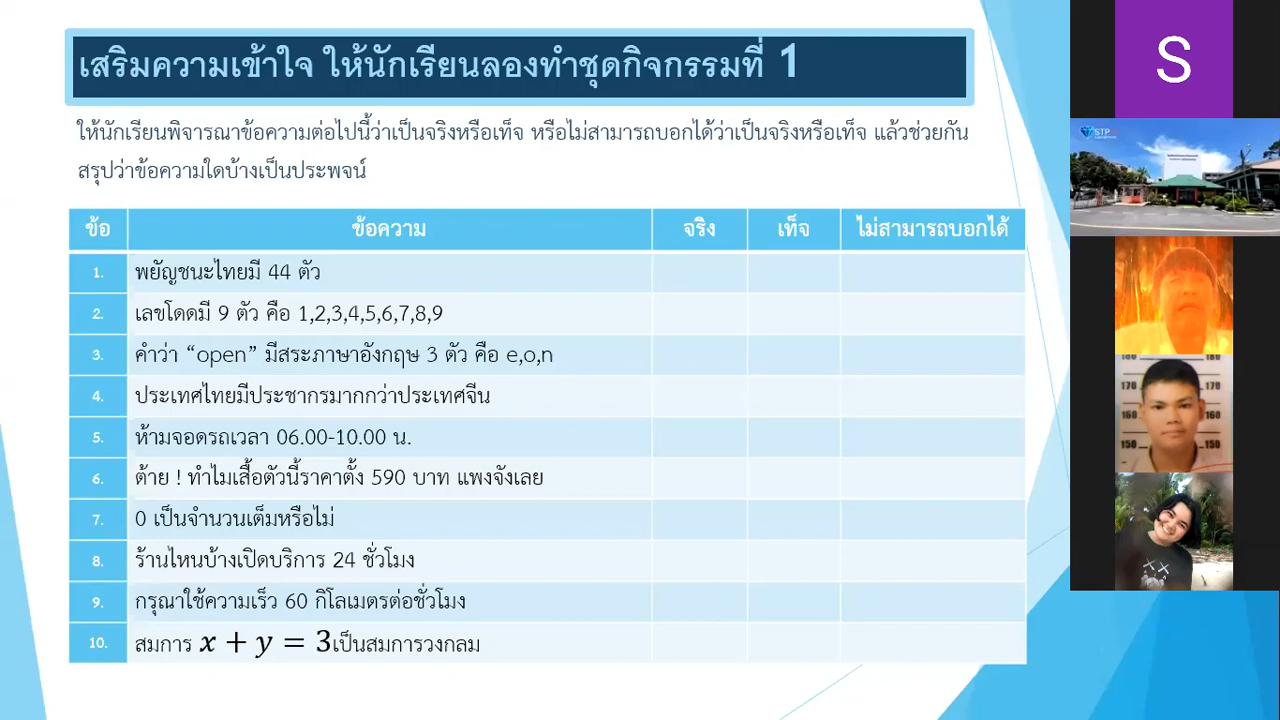 เสริมความเข้าใจ ให้นักเรียนลองทำชุดกิจกรรมที่ 1
ให้นักเรียนพิจารณาข้อความต่อไปนี้ว่าเป็นจริงหรือเท็จ หรือไม่สามารถบอกได้ว่าเป็นจริงหรือเท็จ แล้วช่วยกัน
สรุปว่าข้อความใดบ้างเป็นประพจน์
ข้อ ข้อความ จริง เท็จ ไม่สามารถบอกได้
1. พยัญชนะไทยมี 44 ตัว
2. เลขโดดมี 9 ตัว คือ 1,2,3,4,5,6,7,8,9
3. คำว่า “open” มีสระภาษาอังกฤษ 3 ตัว คือ e,o,n
4. ประเทศไทยมีประชากรมากกว่าประเทศจีน
5. ห้ามจอดรถเวลา 06.00-10.00 น.
6. ต้าย ! ทำไมเสื้อตัวนี้ราคาตั้ง 590 บาท แพงจังเลย
7. 0 เป็นจำนวนเต็มหรือไม่
8. ร้านไหนบ้างเปิดบริการ 24 ชั่วโมง
9. กรุณาใช้ความเร็ว 60 กิโลเมตรต่อชั่วโมง
10. สมการ x + y = 3เป็นสมการวงกลม
S
STP
180 180
170 170
160 160
150 150